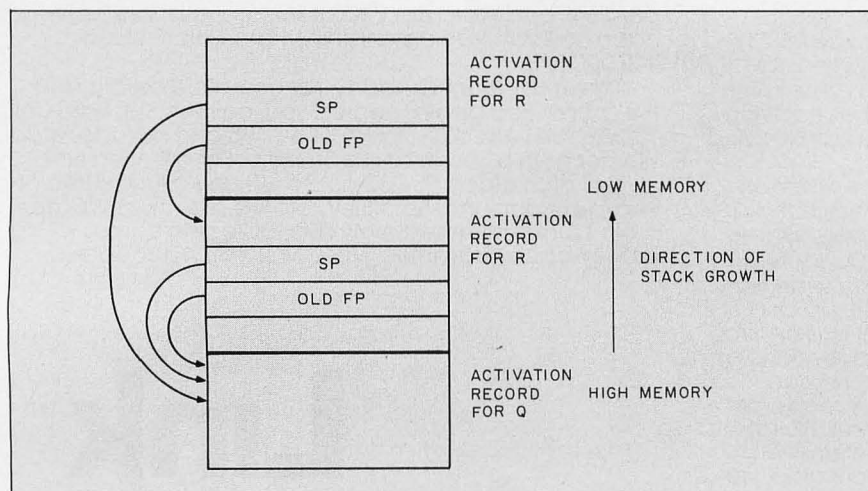 ACTIVATION
RECORD
FOR R
SP
OLD FP
LOW MEMORY
ACTIVATION
RECORD
FOR R
SP
DIRECTION OF
STACK GROWTH
OLD FP
ACTIVATION
RECORD
FOR Q
HIGH MEMORY